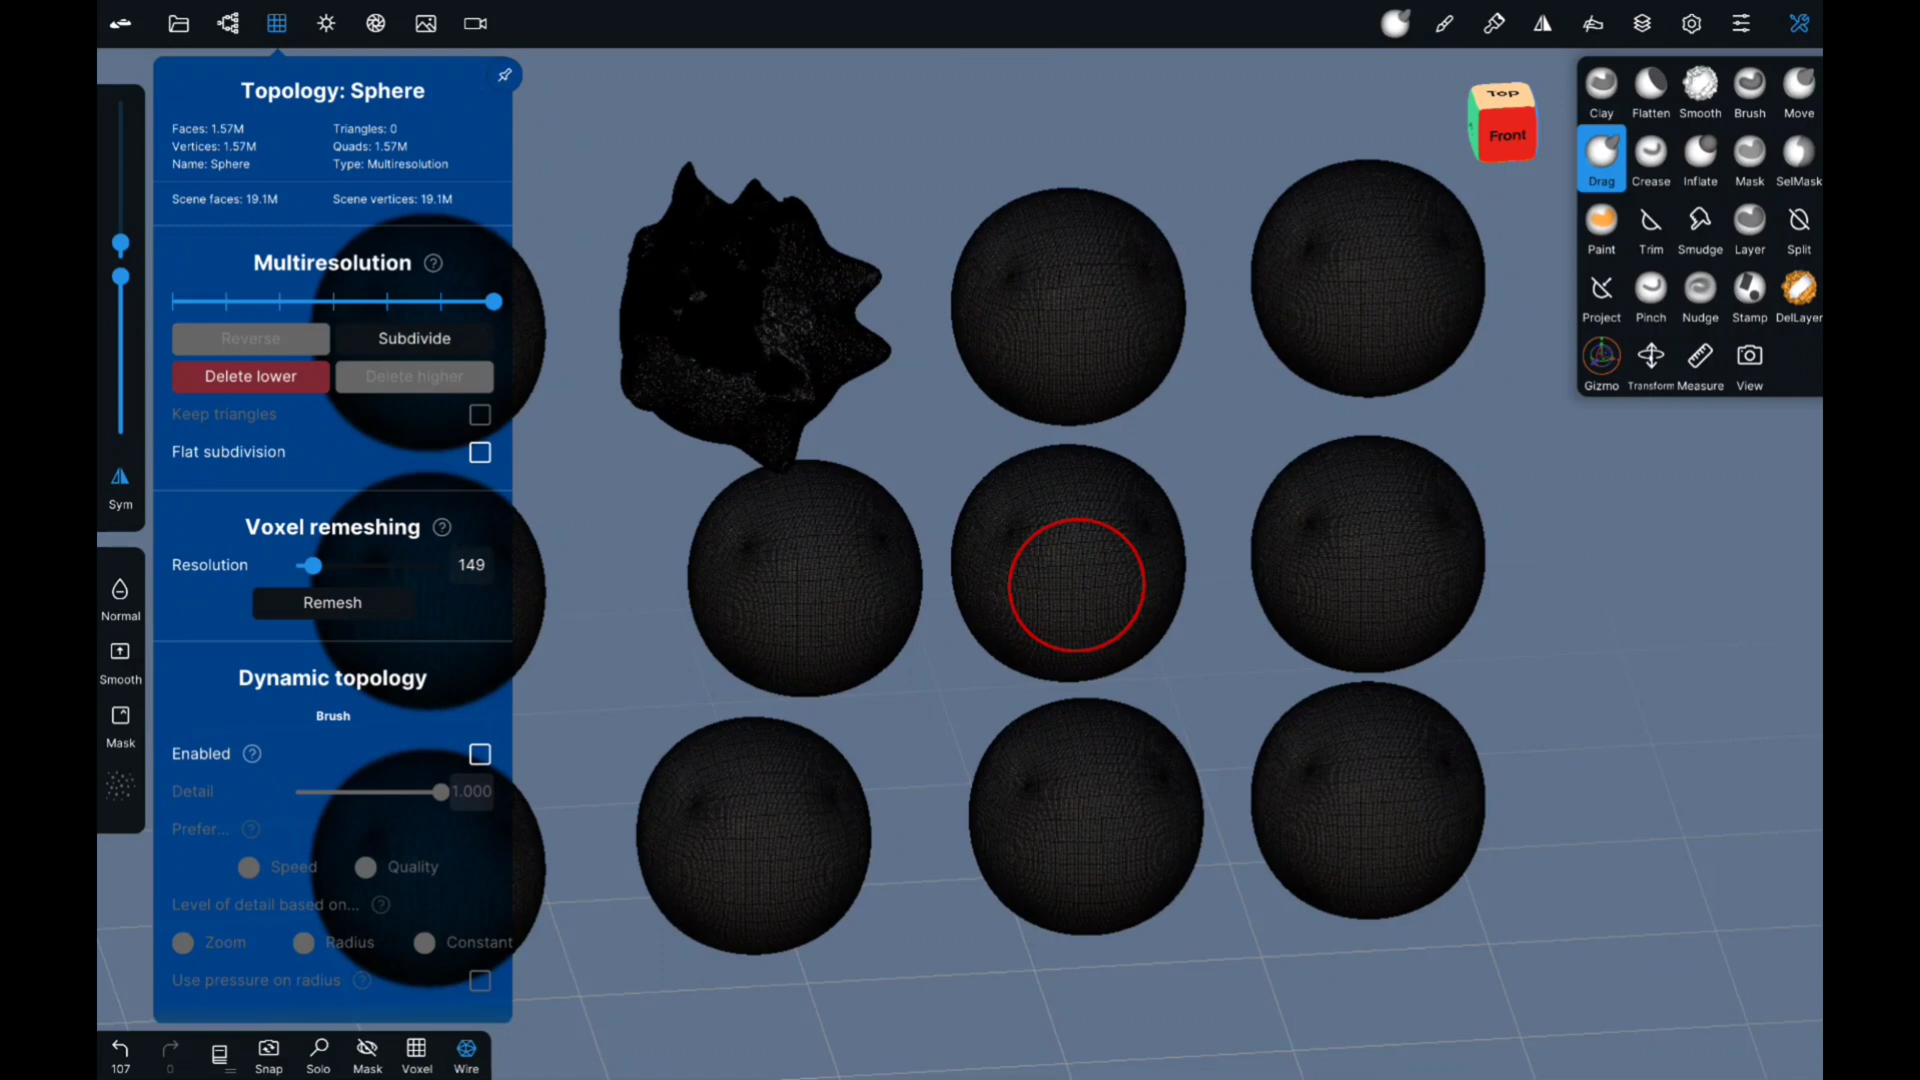 Topology: Sphere
Faces: 1.57M
Triangles: 0
Vertices: 1.57M
Quads: 1.57M
Name: Sphere
Type: Multiresolution
Scene faces: 19.1M
Scene vertices: 19.1M
Multiresolution ?
Reverse
Subdivide
Delete lower
Delete higher
Keep triangles
Flat subdivision
Voxel remeshing ?
Resolution
149
Remesh
Dynamic topology
Brush
Enabled ?
Detail
1.000
Prefer... ?
Speed
Quality
Level of detail based on... ?
Zoom
Radius
Constant
Use pressure on radius ?
Sym
Normal
Smooth
Mask
107
0
Snap
Solo
Mask
Voxel
Wire
Top
Front
Clay
Flatten
Smooth
Brush
Move
Drag
Crease
Inflate
Mask
SelMask
Paint
Trim
Smudge
Layer
Split
Project
Pinch
Nudge
Stamp
DelLayer
Gizmo
Transform
Measure
View